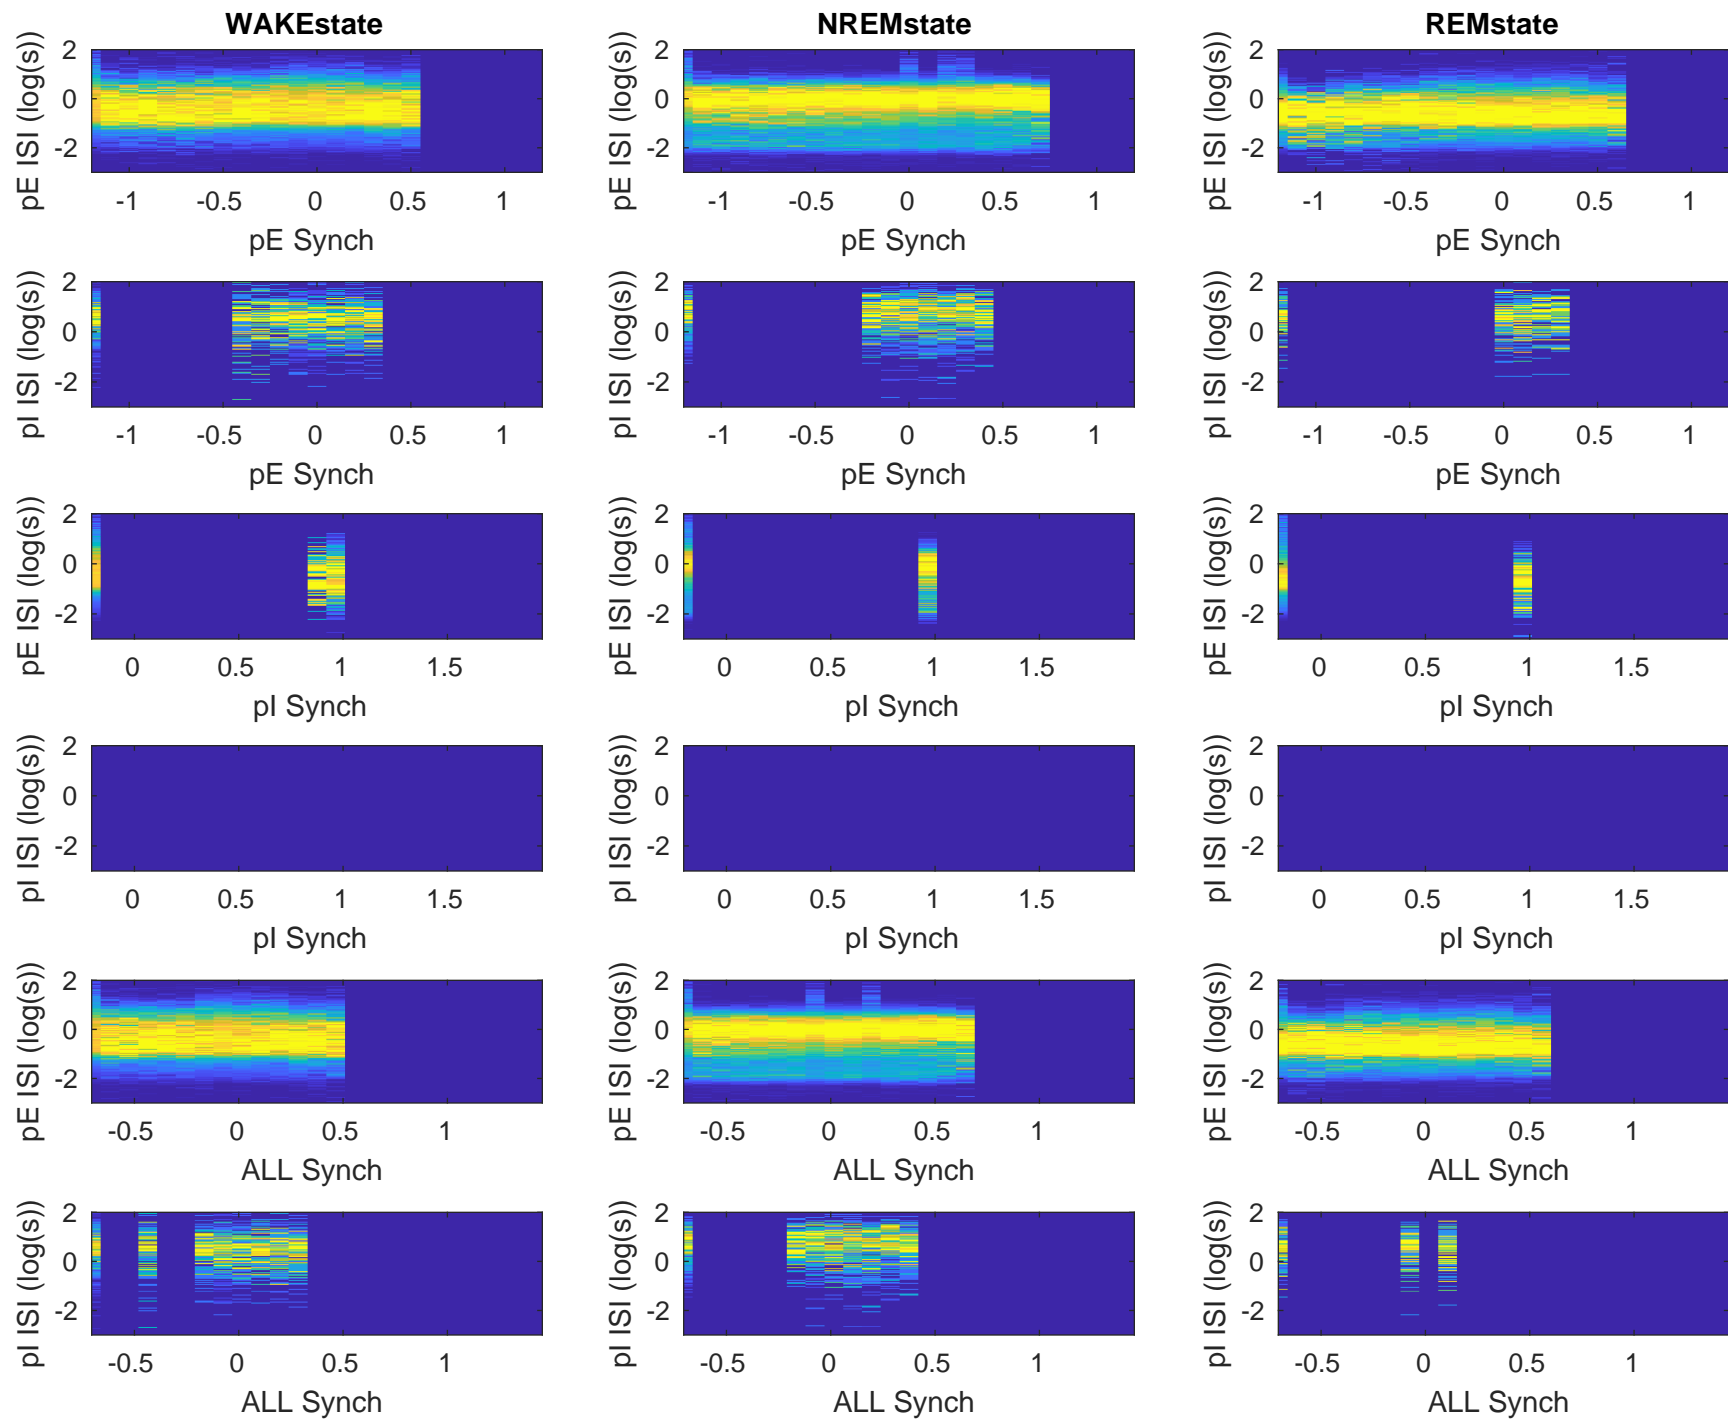 WAKEstate NREMstate REMstate
pE ISI (log(s)) 2 0 -2 pE ISI (log(s)) 2 0 -2 pE ISI (log(s)) 2 0 -2
-1 -0.5 0 0.5 1 -1 -0.5 0 0.5 1 -1 -0.5 0 0.5 1
pE Synch pE Synch pE Synch
pI ISI (log(s)) 2 0 -2 pI ISI (log(s)) 2 0 -2 pI ISI (log(s)) 2 0 -2
-1 -0.5 0 0.5 1 -1 -0.5 0 0.5 1 -1 -0.5 0 0.5 1
pE Synch pE Synch pE Synch
pE ISI (log(s)) 2 0 -2 pE ISI (log(s)) 2 0 -2 pE ISI (log(s)) 2 0 -2
0 0.5 1 1.5 0 0.5 1 1.5 0 0.5 1 1.5
pI Synch pI Synch pI Synch
pI ISI (log(s)) 2 0 -2 pI ISI (log(s)) 2 0 -2 pI ISI (log(s)) 2 0 -2
0 0.5 1 1.5 0 0.5 1 1.5 0 0.5 1 1.5
pI Synch pI Synch pI Synch
pE ISI (log(s)) 2 0 -2 pE ISI (log(s)) 2 0 -2 pE ISI (log(s)) 2 0 -2
-0.5 0 0.5 1 -0.5 0 0.5 1 -0.5 0 0.5 1
ALL Synch ALL Synch ALL Synch
pI ISI (log(s)) 2 0 -2 pI ISI (log(s)) 2 0 -2 pI ISI (log(s)) 2 0 -2
-0.5 0 0.5 1 -0.5 0 0.5 1 -0.5 0 0.5 1
ALL Synch ALL Synch ALL Synch